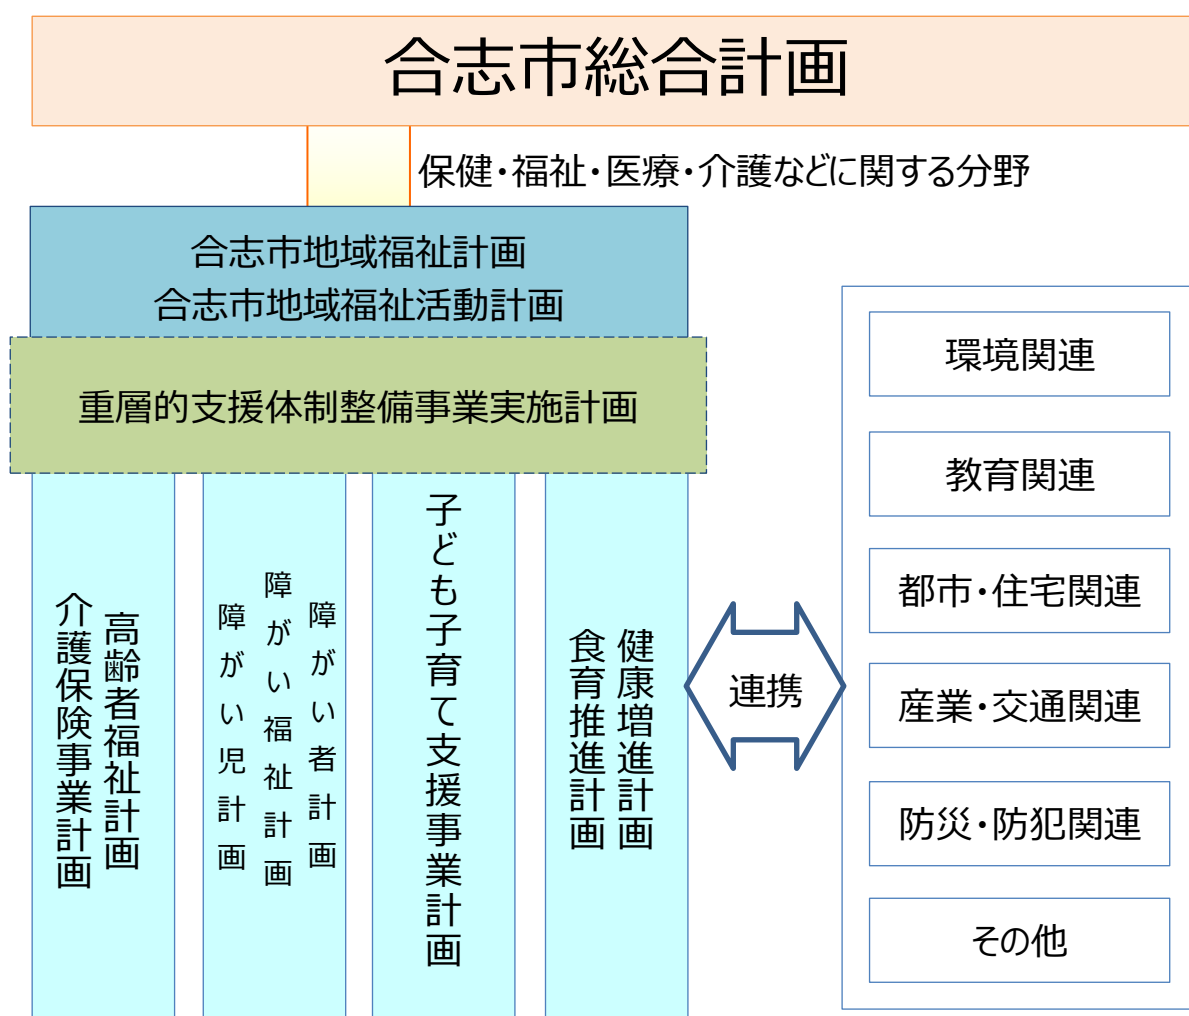 合志市総合計画
保健・福祉・医療・介護などに関する分野
合志市地域福祉計画
合志市地域福祉活動計画
重層的支援体制整備事業実施計画
高齢者福祉計画
介護保険事業計画
障がい者計画
障がい福祉計画
障がい児計画
子ども子育て支援事業計画
健康増進計画
食育推進計画
連携
環境関連
教育関連
都市・住宅関連
産業・交通関連
防災・防犯関連
その他